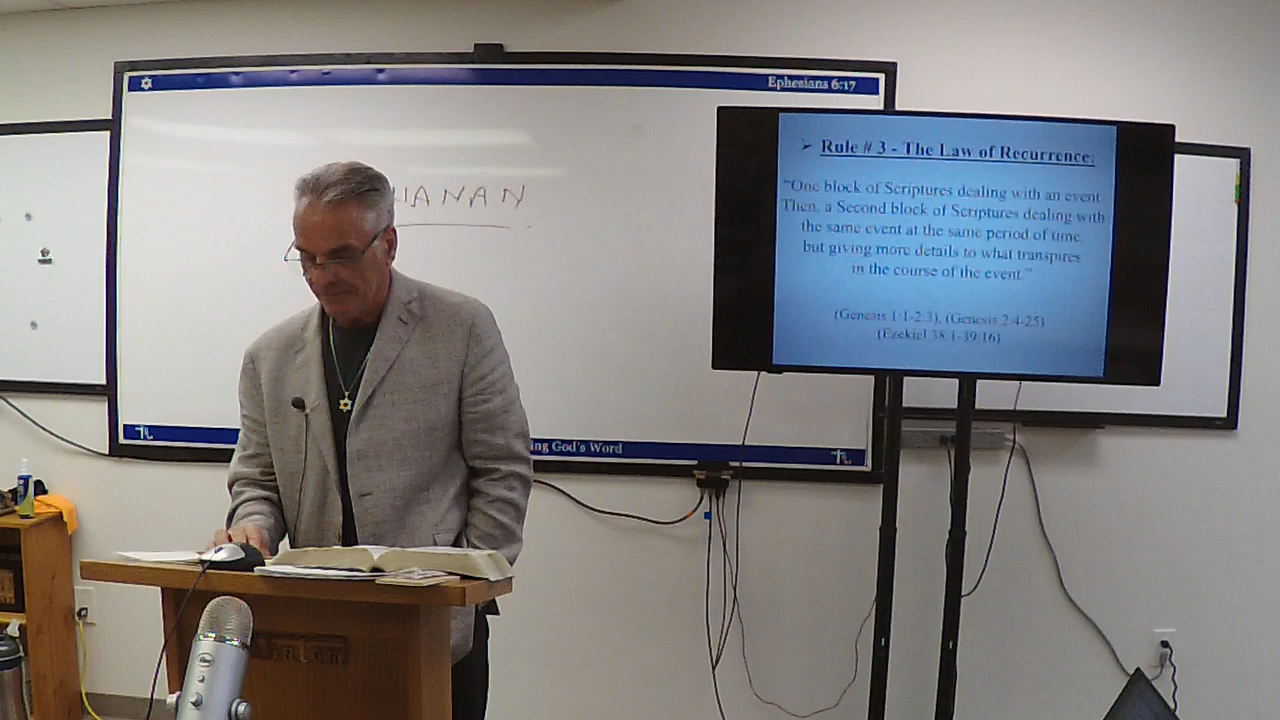 Ephesians 6:17
HANAN
➤ Rule # 3 - The Law of Recurrence:
"One block of Scriptures dealing with an event.
Then, a Second block of Scriptures dealing with
the same event at the same period of time,
but giving more details to what transpires
in the course of the event."
(Genesis 1:1-2:3), (Genesis 2:4-25)
(Ezekiel 38:1-39:16)
ing God's Word